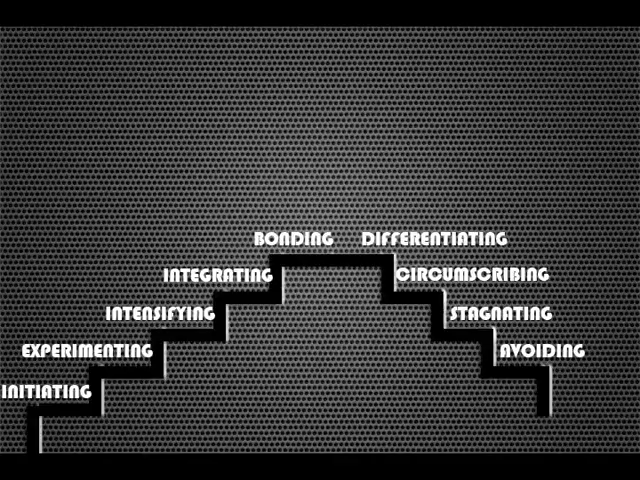 BONDING DIFFERENTIATING
INTEGRATING CIRCUMSCRIBING
INTENSIFYING STAGNATING
EXPERIMENTING AVOIDING
INITIATING